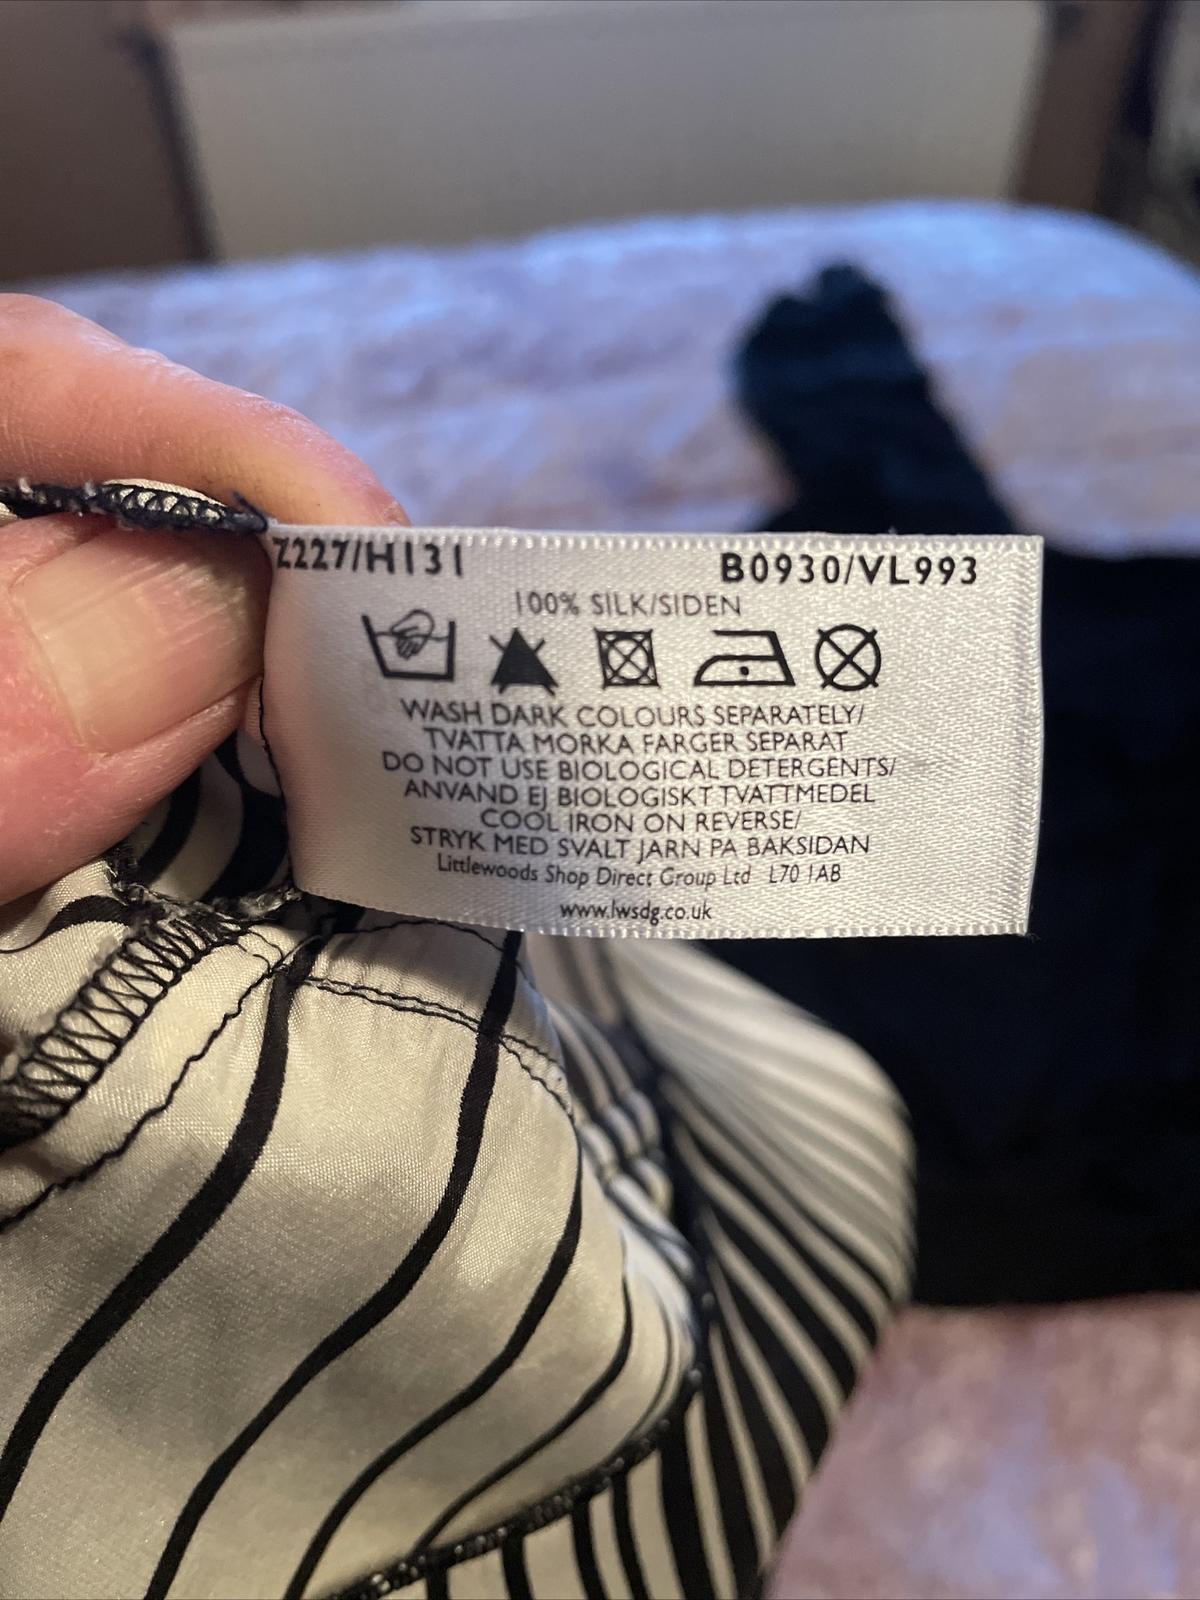 Z227/H131 B0930/VL993
100% SILK/SIDEN
WASH DARK COLOURS SEPARATELY/
TVATTA MORKA FARGER SEPARAT
DO NOT USE BIOLOGICAL DETERGENTS/
ANVAND EJ BIOLOGISKT TVATTMEDEL
COOL IRON ON REVERSE/
STRYK MED SVALT JARN PA BAKSIDAN
Littlewoods Shop Direct Group Ltd L70 1AB
www.lwsdg.co.uk